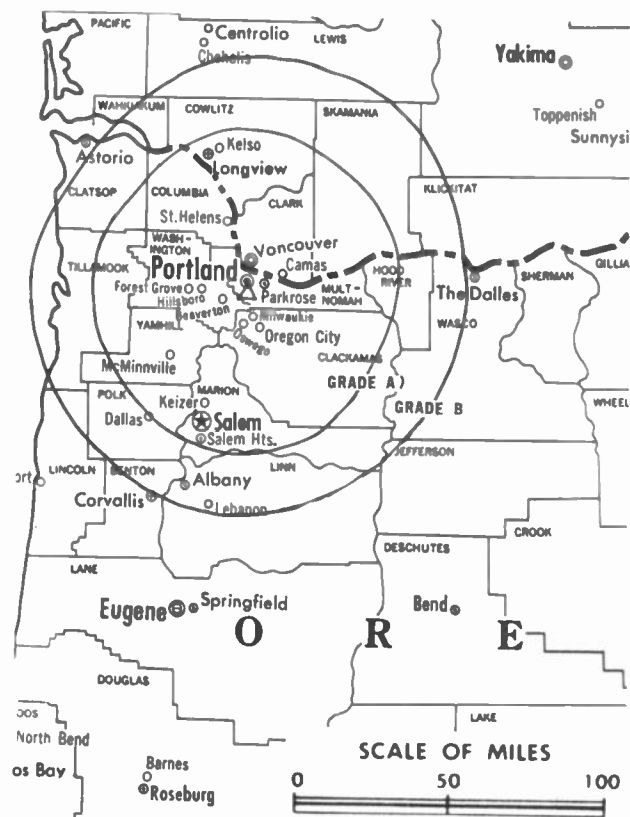 PACIFIC
Centrolio
LEWIS
Chehalis
Yakima
Toppenish
Sunnysi
WAHKIAKUM
COWLITZ
SKAMANIA
Astoria
Kelso
Longview
CLATSOP
COLUMBIA
CLARK
KLICKITAT
St. Helens
WASH-
INGTON
Vancouver
TILLAMOOK
Portland
Camas
HOOD
RIVER
The Dalles
SHERMAN
GILLIA
Forest Grove
Hillsboro
Parkrose
MULT-
NOMAH
Beaverton
WASCO
YAMHILL
Milwaukie
Oswego
Oregon City
McMinnville
CLACKAMAS
GRADE A)
POLK
MARION
GRADE B
Keizer
WHEEL
Dallas
Salem
Salem Hts.
JEFFERSON
LINCOLN
BENTON
LINN
ort
Albany
Corvallis
Lebanon
CROOK
LANE
DESCHUTES
Eugene
Springfield
Bend
O R E
DOUGLAS
OOS
LAKE
North Bend
os Bay
Barnes
Roseburg
SCALE OF MILES
0 50 100